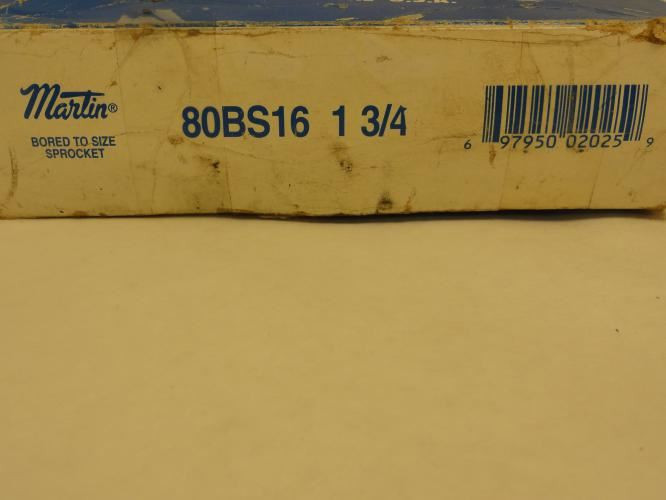 Martin®
BORED TO SIZE
SPROCKET
80BS16 1 3/4
6 97950 02025 9